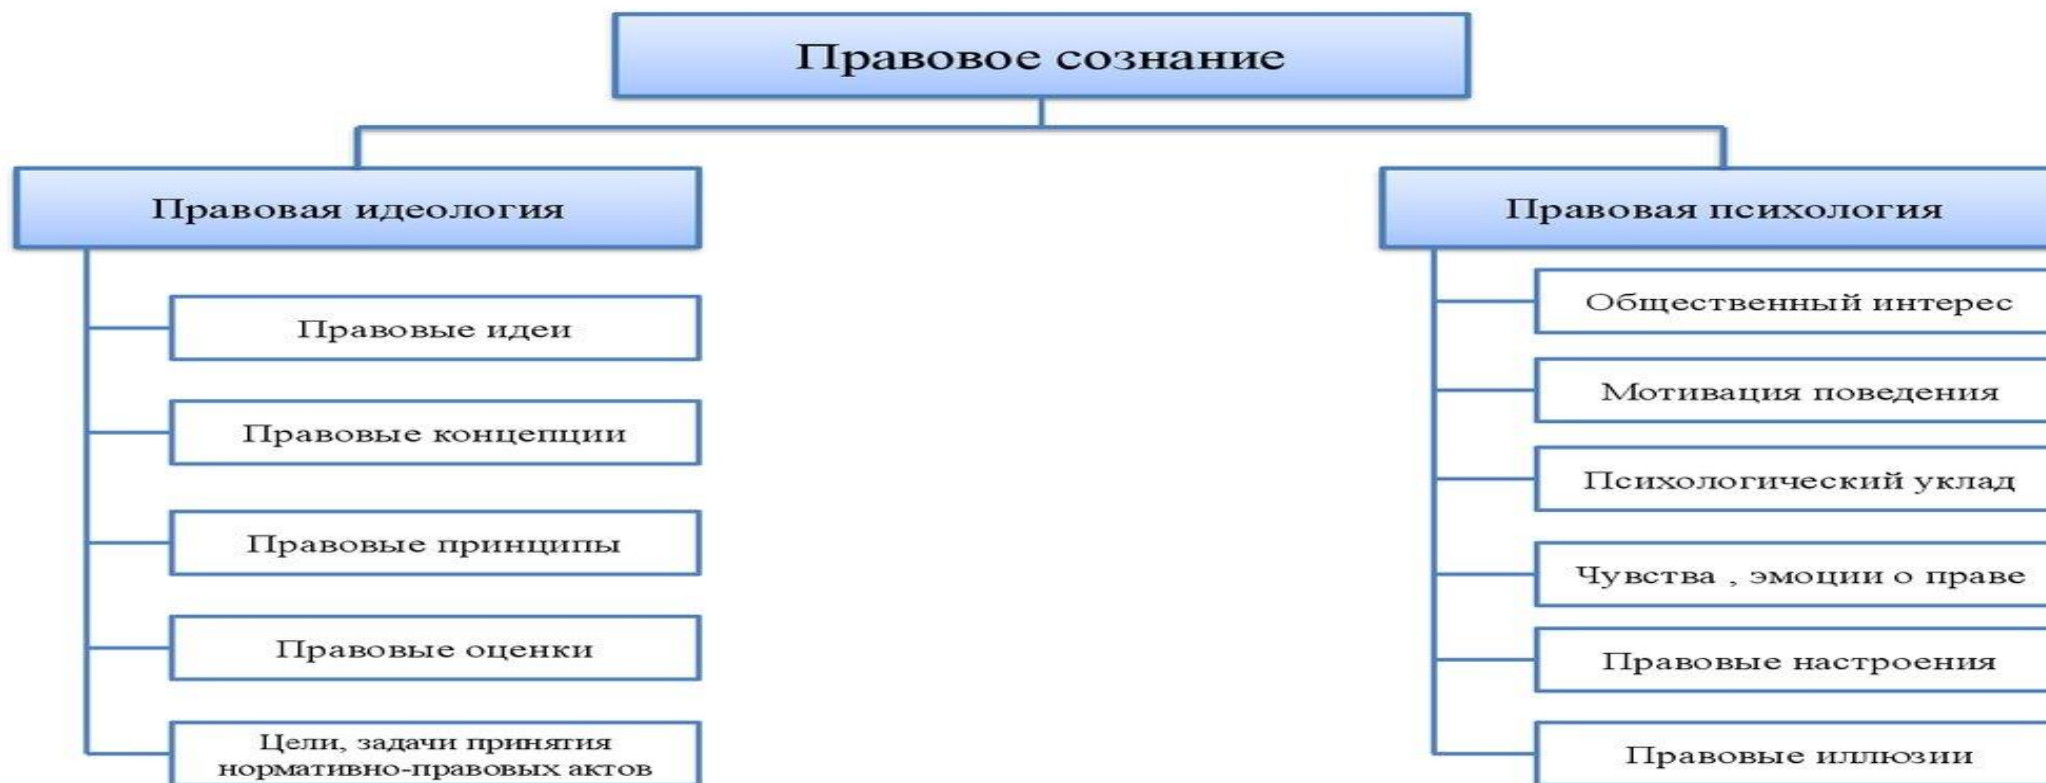 Правовое сознание
Правовая идеология
Правовые идеи
Правовые концепции
Правовые принципы
Правовые оценки
Цели, задачи принятия
нормативно-правовых актов
Правовая психология
Общественный интерес
Мотивация поведения
Психологический уклад
Чувства , эмоции о праве
Правовые настроения
Правовые иллюзии